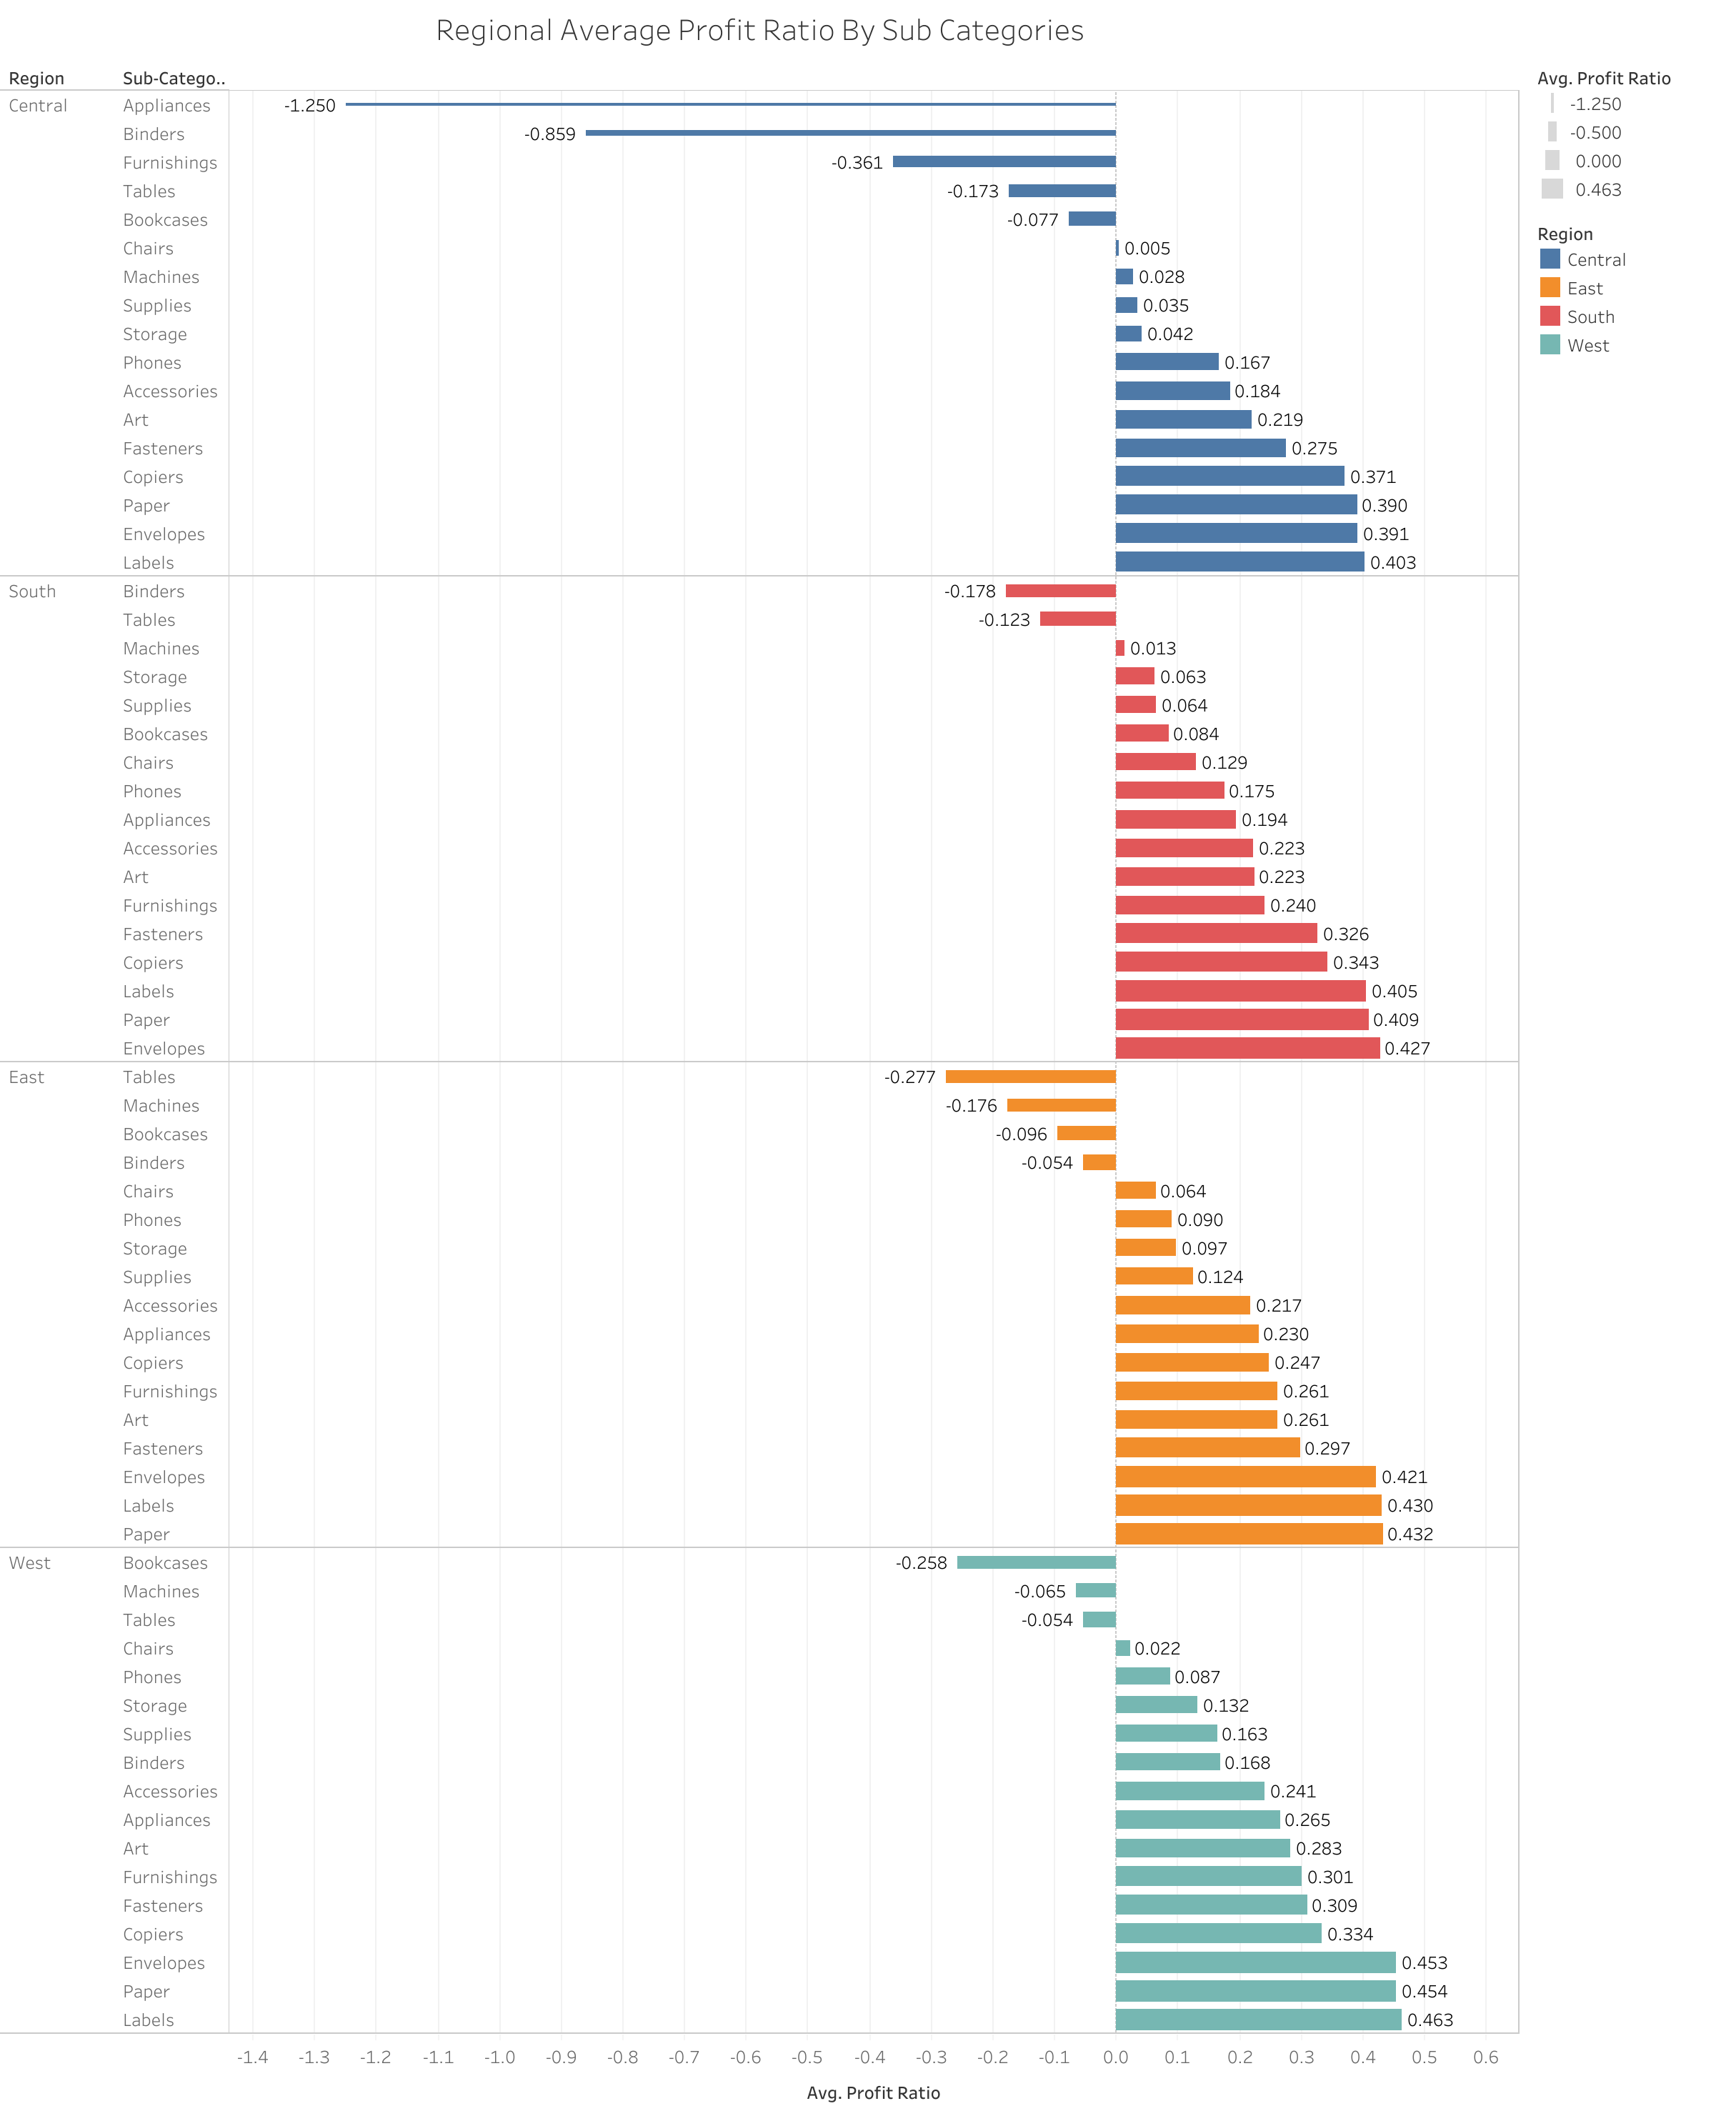 Regional Average Profit Ratio By Sub Categories
Region Sub-Catego..
Central Appliances -1.250
Binders -0.859
Furnishings -0.361
Tables -0.173
Bookcases -0.077
Chairs 0.005
Machines 0.028
Supplies 0.035
Storage 0.042
Phones 0.167
Accessories 0.184
Art 0.219
Fasteners 0.275
Copiers 0.371
Paper 0.390
Envelopes 0.391
Labels 0.403
South Binders -0.178
Tables -0.123
Machines 0.013
Storage 0.063
Supplies 0.064
Bookcases 0.084
Chairs 0.129
Phones 0.175
Appliances 0.194
Accessories 0.223
Art 0.223
Furnishings 0.240
Fasteners 0.326
Copiers 0.343
Labels 0.405
Paper 0.409
Envelopes 0.427
East Tables -0.277
Machines -0.176
Bookcases -0.096
Binders -0.054
Chairs 0.064
Phones 0.090
Storage 0.097
Supplies 0.124
Accessories 0.217
Appliances 0.230
Copiers 0.247
Furnishings 0.261
Art 0.261
Fasteners 0.297
Envelopes 0.421
Labels 0.430
Paper 0.432
West Bookcases -0.258
Machines -0.065
Tables -0.054
Chairs 0.022
Phones 0.087
Storage 0.132
Supplies 0.163
Binders 0.168
Accessories 0.241
Appliances 0.265
Art 0.283
Furnishings 0.301
Fasteners 0.309
Copiers 0.334
Envelopes 0.453
Paper 0.454
Labels 0.463
-1.4 -1.3 -1.2 -1.1 -1.0 -0.9 -0.8 -0.7 -0.6 -0.5 -0.4 -0.3 -0.2 -0.1 0.0 0.1 0.2 0.3 0.4 0.5 0.6
Avg. Profit Ratio
Avg. Profit Ratio
-1.250
-0.500
0.000
0.463
Region
Central
East
South
West